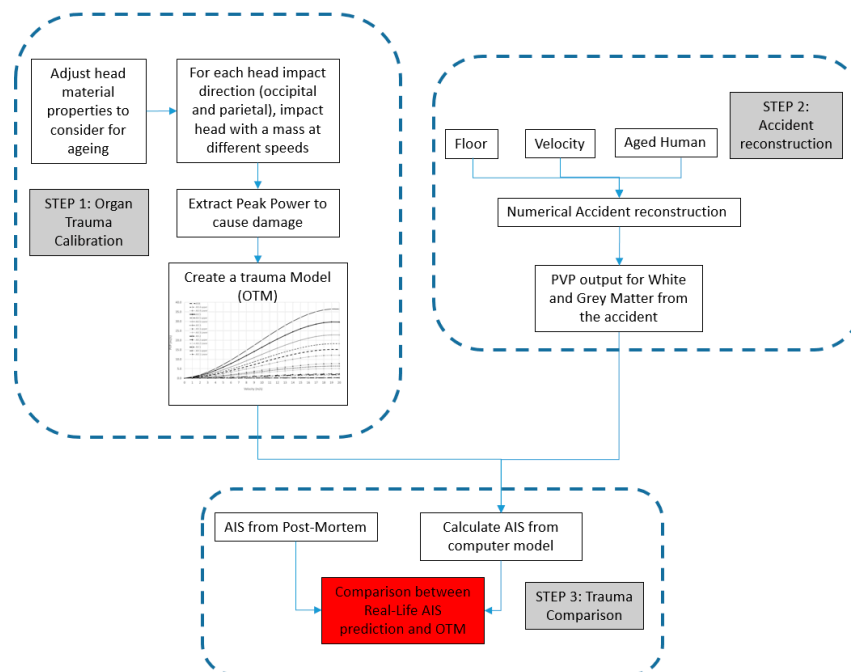 Adjust head
material
properties to
consider for
ageing
For each head impact
direction (occipital
and parietal), impact
head with a mass at
different speeds
STEP 1: Organ
Trauma
Calibration
Extract Peak Power to
cause damage
Create a trauma Model
(OTM)
STEP 2:
Accident
reconstruction
Floor
Velocity
Aged Human
Numerical Accident reconstruction
PVP output for White
and Grey Matter from
the accident
AIS from Post-Mortem
Calculate AIS from
computer model
Comparison between
Real-Life AIS
prediction and OTM
STEP 3: Trauma
Comparison